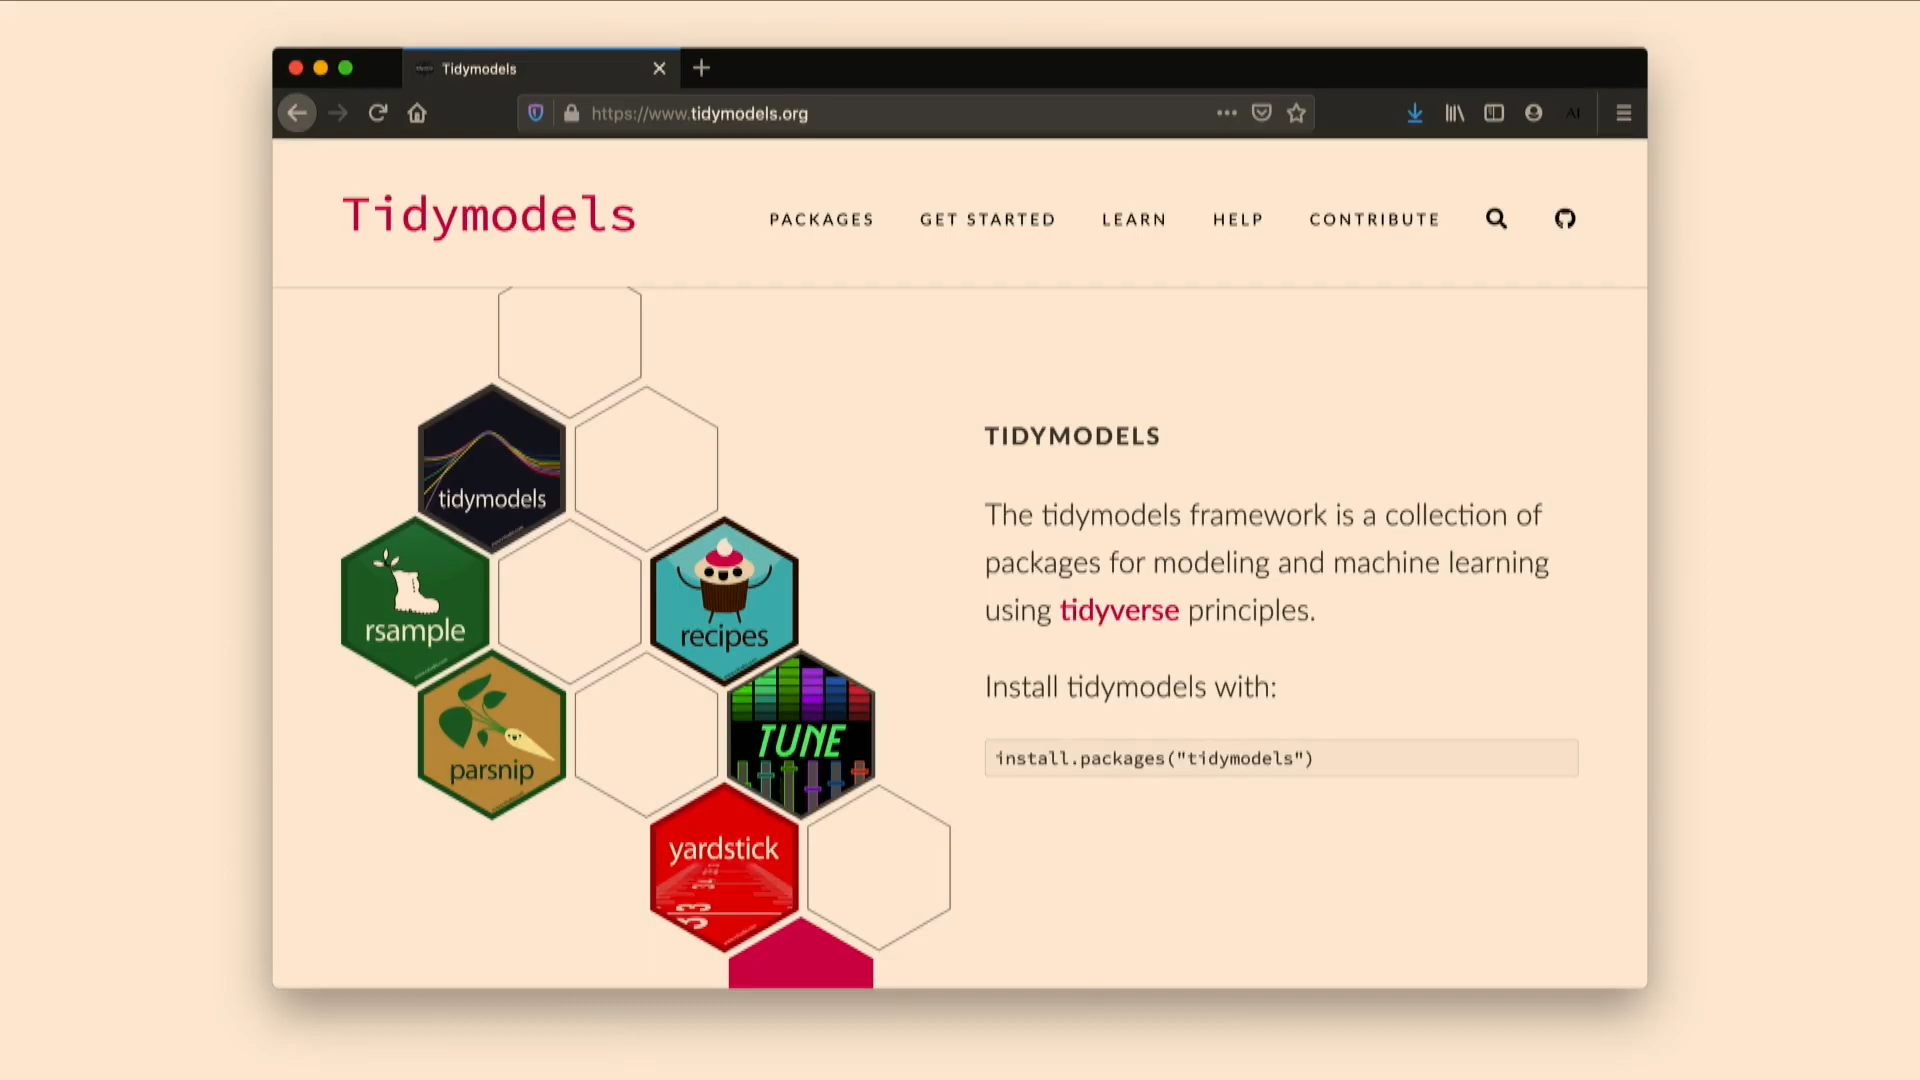 Tidymodels
https://www.tidymodels.org
Tidymodels
PACKAGES GET STARTED LEARN HELP CONTRIBUTE
tidymodels
rsample
recipes
parsnip
TUNE
yardstick
TIDYMODELS
The tidymodels framework is a collection of
packages for modeling and machine learning
using tidyverse principles.
Install tidymodels with:
install.packages("tidymodels")